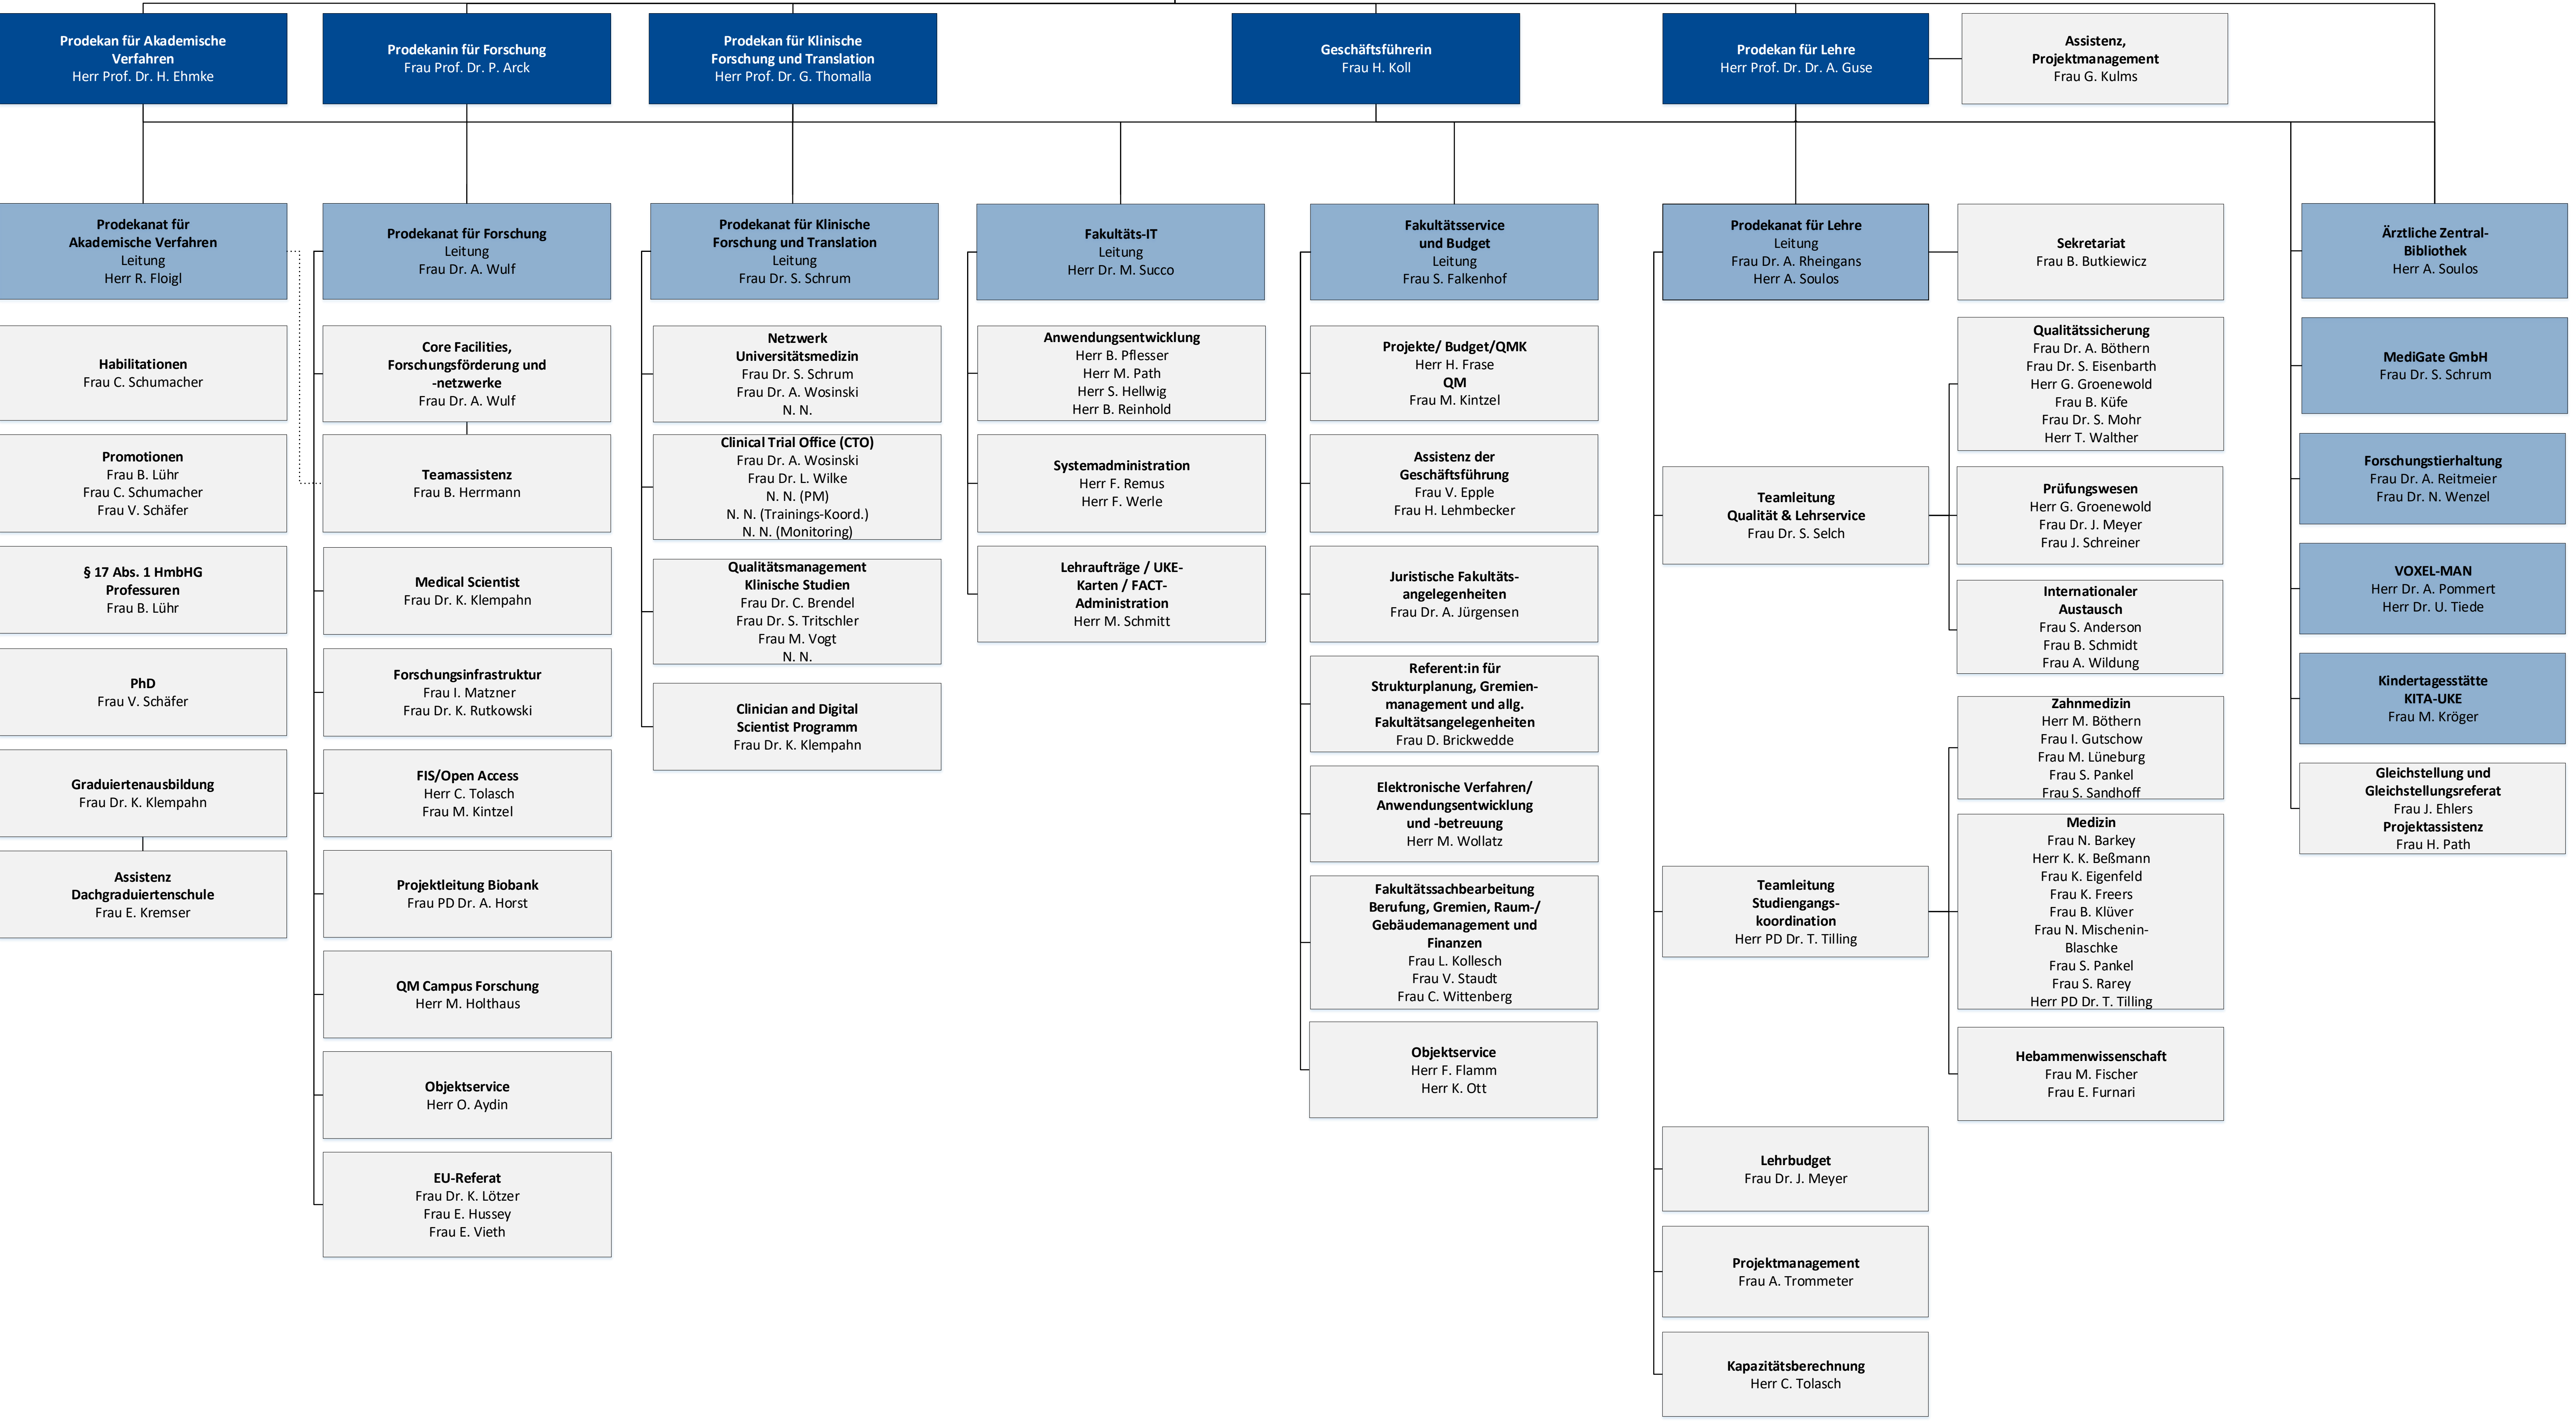 Prodekan für Akademische
Verfahren
Herr Prof. Dr. H. Ehmke
Prodekanin für Forschung
Frau Prof. Dr. P. Arck
Prodekan für Klinische
Forschung und Translation
Herr Prof. Dr. G. Thomalla
Geschäftsführerin
Frau H. Koll
Prodekan für Lehre
Herr Prof. Dr. Dr. A. Guse
Assistenz,
Projektmanagement
Frau G. Kulms
Prodekanat für
Akademische Verfahren
Leitung
Herr R. Floigl
Habilitationen
Frau C. Schumacher
Promotionen
Frau B. Lühr
Frau C. Schumacher
Frau V. Schäfer
§ 17 Abs. 1 HmbHG
Professuren
Frau B. Lühr
PhD
Frau V. Schäfer
Graduiertenausbildung
Frau Dr. K. Klempahn
Assistenz
Dachgraduiertenschule
Frau E. Kremser
Prodekanat für Forschung
Leitung
Frau Dr. A. Wulf
Core Facilities,
Forschungsförderung und
-netzwerke
Frau Dr. A. Wulf
Teamassistenz
Frau B. Herrmann
Medical Scientist
Frau Dr. K. Klempahn
Forschungsinfrastruktur
Frau I. Matzner
Frau Dr. K. Rutkowski
FIS/Open Access
Herr C. Tolasch
Frau M. Kintzel
Projektleitung Biobank
Frau PD Dr. A. Horst
QM Campus Forschung
Herr M. Holthaus
Objektservice
Herr O. Aydin
EU-Referat
Frau Dr. K. Lötzer
Frau E. Hussey
Frau E. Vieth
Prodekanat für Klinische
Forschung und Translation
Leitung
Frau Dr. S. Schrum
Netzwerk
Universitätsmedizin
Frau Dr. S. Schrum
Frau Dr. A. Wosinski
N. N.
Clinical Trial Office (CTO)
Frau Dr. A. Wosinski
Frau Dr. L. Wilke
N. N. (PM)
N. N. (Trainings-Koord.)
N. N. (Monitoring)
Qualitätsmanagement
Klinische Studien
Frau Dr. C. Brendel
Frau Dr. S. Tritschler
Frau M. Vogt
N. N.
Clinician and Digital
Scientist Programm
Frau Dr. K. Klempahn
Fakultäts-IT
Leitung
Herr Dr. M. Succo
Anwendungsentwicklung
Herr B. Pflesser
Herr M. Path
Herr S. Hellwig
Herr B. Reinhold
Systemadministration
Herr F. Remus
Herr F. Werle
Lehraufträge / UKE-
Karten / FACT-
Administration
Herr M. Schmitt
Fakultätsservice
und Budget
Leitung
Frau S. Falkenhof
Projekte/ Budget/QMK
Herr H. Frase
QM
Frau M. Kintzel
Assistenz der
Geschäftsführung
Frau V. Epple
Frau H. Lehmbecker
Juristische Fakultäts-
angelegenheiten
Frau Dr. A. Jürgensen
Referent:in für
Strukturplanung, Gremien-
management und allg.
Fakultätsangelegenheiten
Frau D. Brickwedde
Elektronische Verfahren/
Anwendungsentwicklung
und -betreuung
Herr M. Wollatz
Fakultätssachbearbeitung
Berufung, Gremien, Raum-/
Gebäudemanagement und
Finanzen
Frau L. Kollesch
Frau V. Staudt
Frau C. Wittenberg
Objektservice
Herr F. Flamm
Herr K. Ott
Prodekanat für Lehre
Leitung
Frau Dr. A. Rheingans
Herr A. Soulos
Sekretariat
Frau B. Butkiewicz
Teamleitung
Qualität & Lehrservice
Frau Dr. S. Selch
Qualitätssicherung
Frau Dr. A. Böthern
Frau Dr. S. Eisenbarth
Herr G. Groenewold
Frau B. Küfe
Frau Dr. S. Mohr
Herr T. Walther
Prüfungswesen
Herr G. Groenewold
Frau Dr. J. Meyer
Frau J. Schreiner
Internationaler
Austausch
Frau S. Anderson
Frau B. Schmidt
Frau A. Wildung
Teamleitung
Studiengangs-
koordination
Herr PD Dr. T. Tilling
Zahnmedizin
Herr M. Böthern
Frau I. Gutschow
Frau M. Lüneburg
Frau S. Pankel
Frau S. Sandhoff
Medizin
Frau N. Barkey
Herr K. K. Beßmann
Frau K. Eigenfeld
Frau K. Freers
Frau B. Klüver
Frau N. Mischenin-
Blaschke
Frau S. Pankel
Frau S. Rarey
Herr PD Dr. T. Tilling
Hebammenwissenschaft
Frau M. Fischer
Frau E. Furnari
Lehrbudget
Frau Dr. J. Meyer
Projektmanagement
Frau A. Trommeter
Kapazitätsberechnung
Herr C. Tolasch
Ärztliche Zentral-
Bibliothek
Herr A. Soulos
MediGate GmbH
Frau Dr. S. Schrum
Forschungstierhaltung
Frau Dr. A. Reitmeier
Frau Dr. N. Wenzel
VOXEL-MAN
Herr Dr. A. Pommert
Herr Dr. U. Tiede
Kindertagesstätte
KITA-UKE
Frau M. Kröger
Gleichstellung und
Gleichstellungsreferat
Frau J. Ehlers
Projektassistenz
Frau H. Path